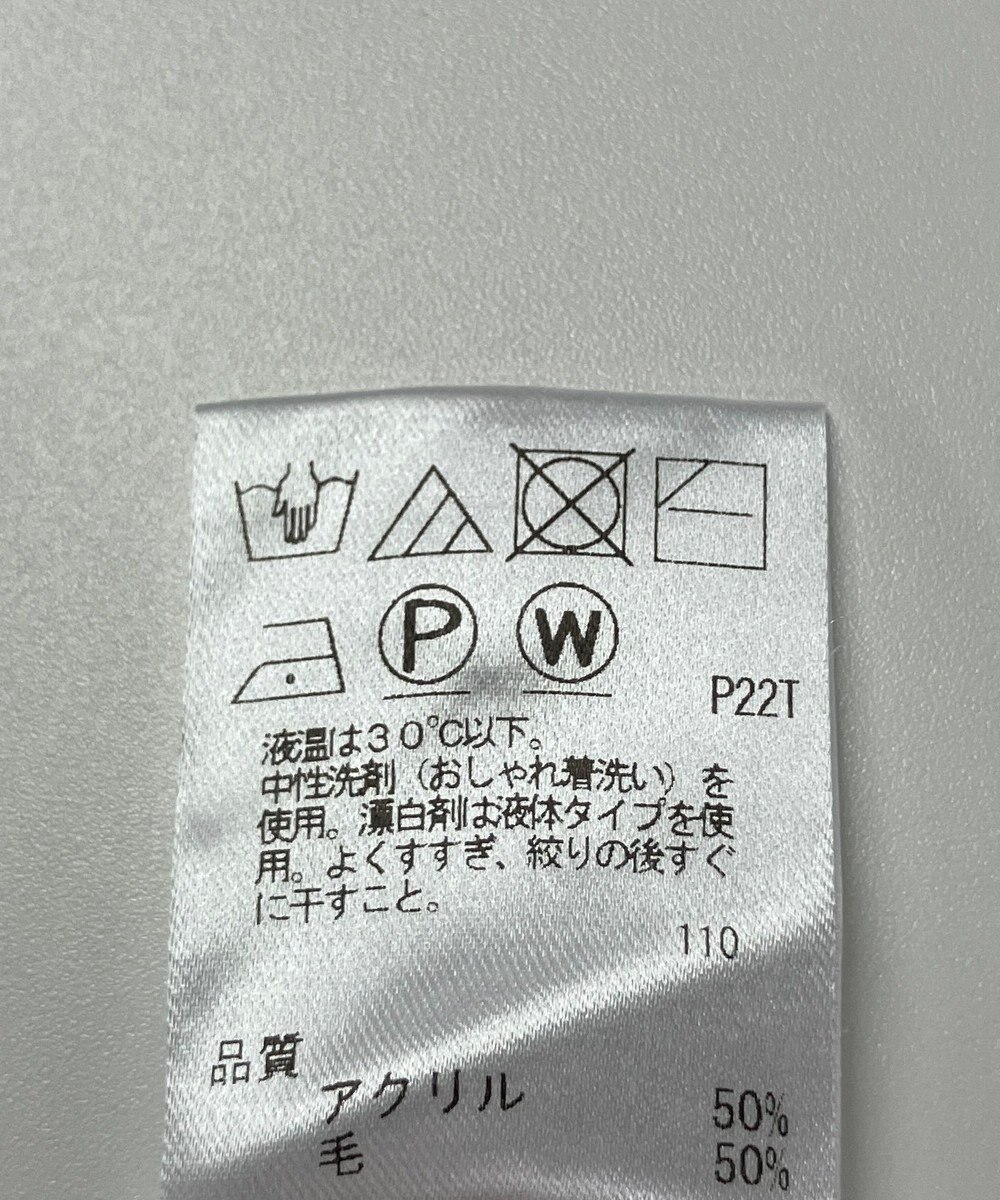 P W
P22T
液温は30℃以下。
中性洗剤（おしゃれ着洗い）を
使用。漂白剤は液体タイプを使
用。よくすすぎ、絞りの後すぐ
に干すこと。
110
品質
アクリル 50%
毛 50%